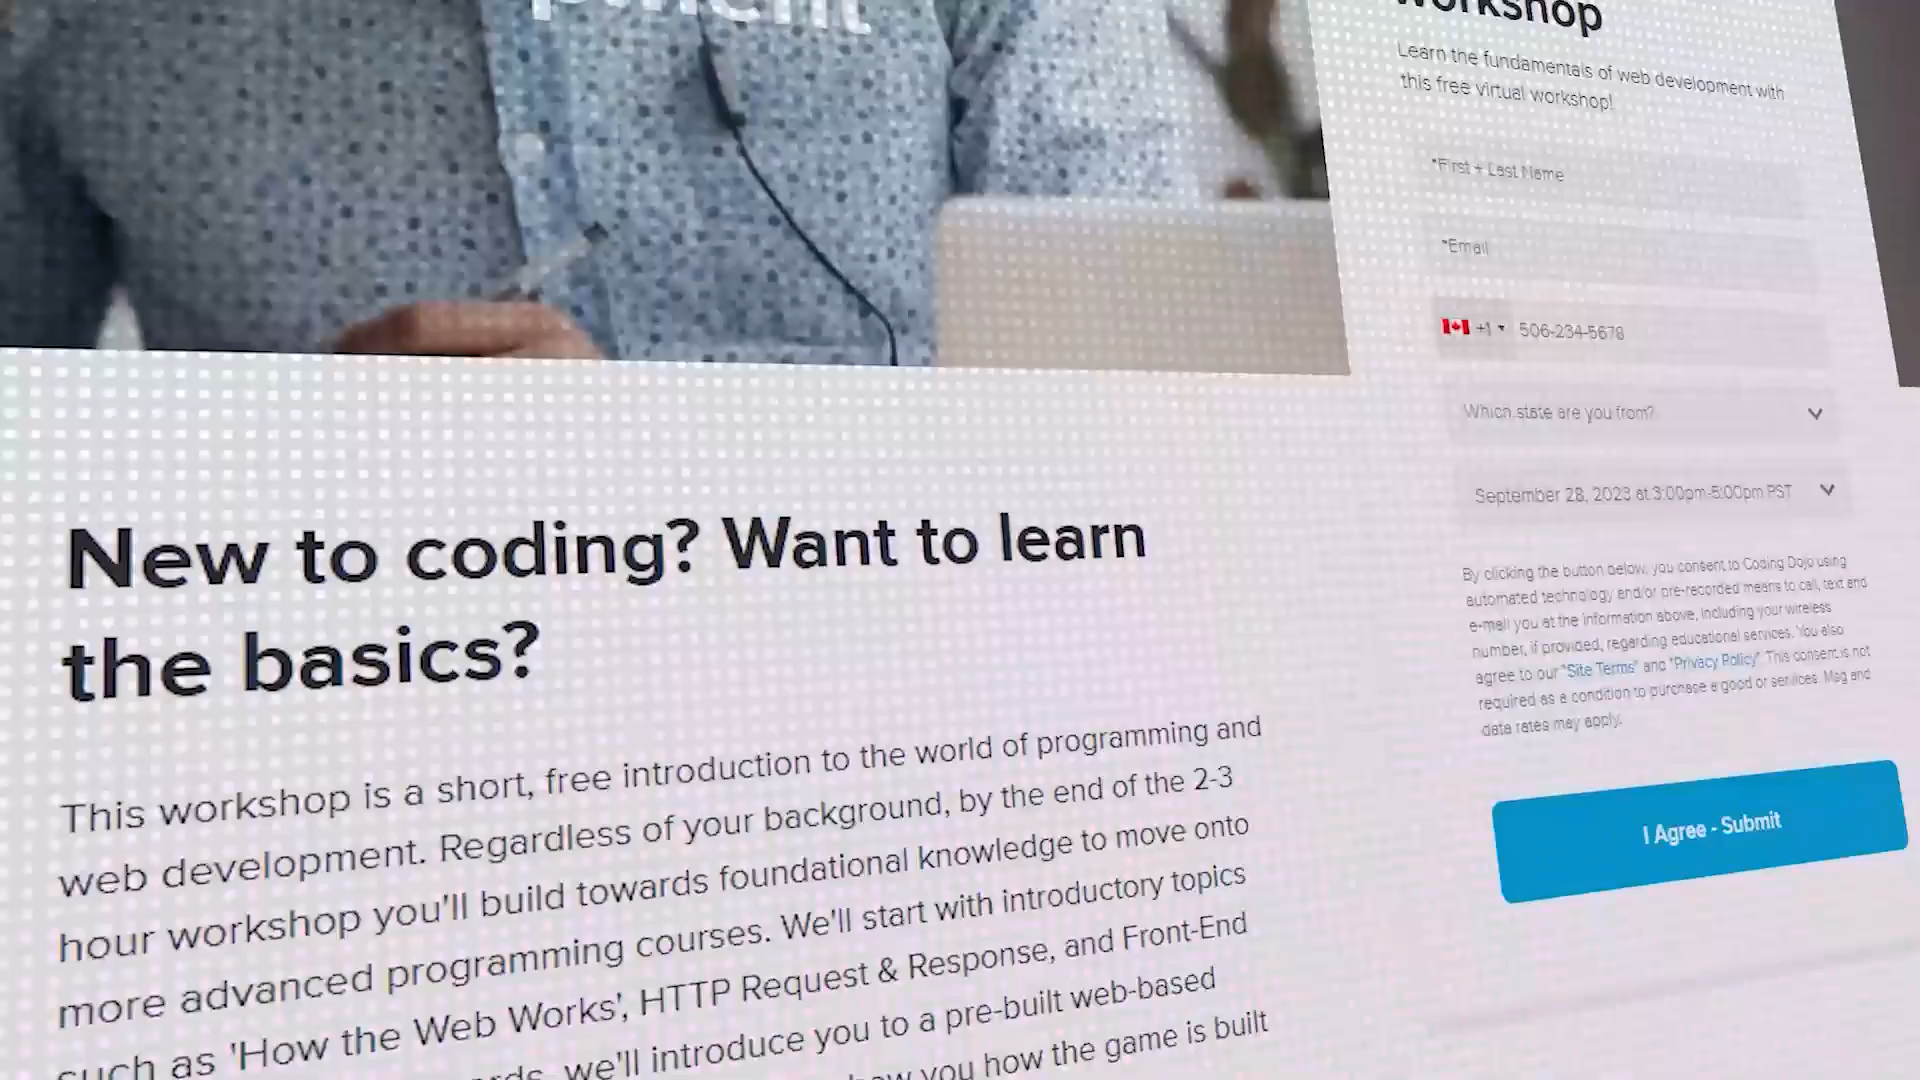 workshop
Learn the fundamentals of web development with
this free virtual workshop!
*First + Last Name
*Email
+1 506-234-5678
Which state are you from?
September 28, 2023 at 3:00pm-5:00pm PST
By clicking the button below, you consent to Coding Dojo using
automated technology and/or pre-recorded means to call, text and
e-mail you at the information above, including your wireless
number, if provided, regarding educational services. You also
agree to our "Site Terms" and "Privacy Policy". This consent is not
required as a condition to purchase a good or services. Msg and
data rates may apply.
I Agree - Submit
New to coding? Want to learn
the basics?
This workshop is a short, free introduction to the world of programming and
web development. Regardless of your background, by the end of the 2-3
hour workshop you'll build towards foundational knowledge to move onto
more advanced programming courses. We'll start with introductory topics
such as 'How the Web Works', HTTP Request & Response, and Front-End
we'll introduce you to a pre-built web-based
you how the game is built